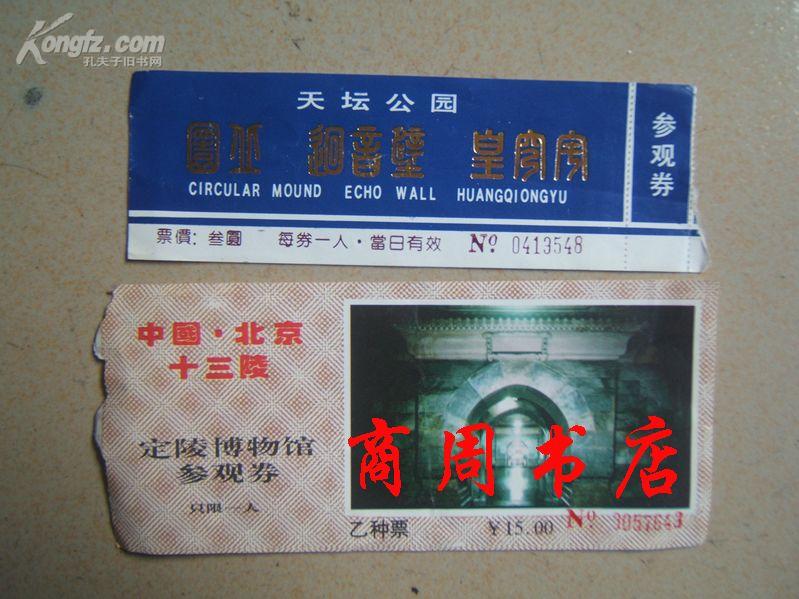 Kongfz.com
孔夫子旧书网
天坛公园
圜丘 迴音壁 皇穹宇
CIRCULAR MOUND ECHO WALL HUANGQIONGYU
参观券
票價：叁圓 每券一人·當日有效 No 0413548
中國·北京
十三陵
定陵博物馆
参观券
只限一人
商周书店
乙种票 ￥15.00 No 3057643